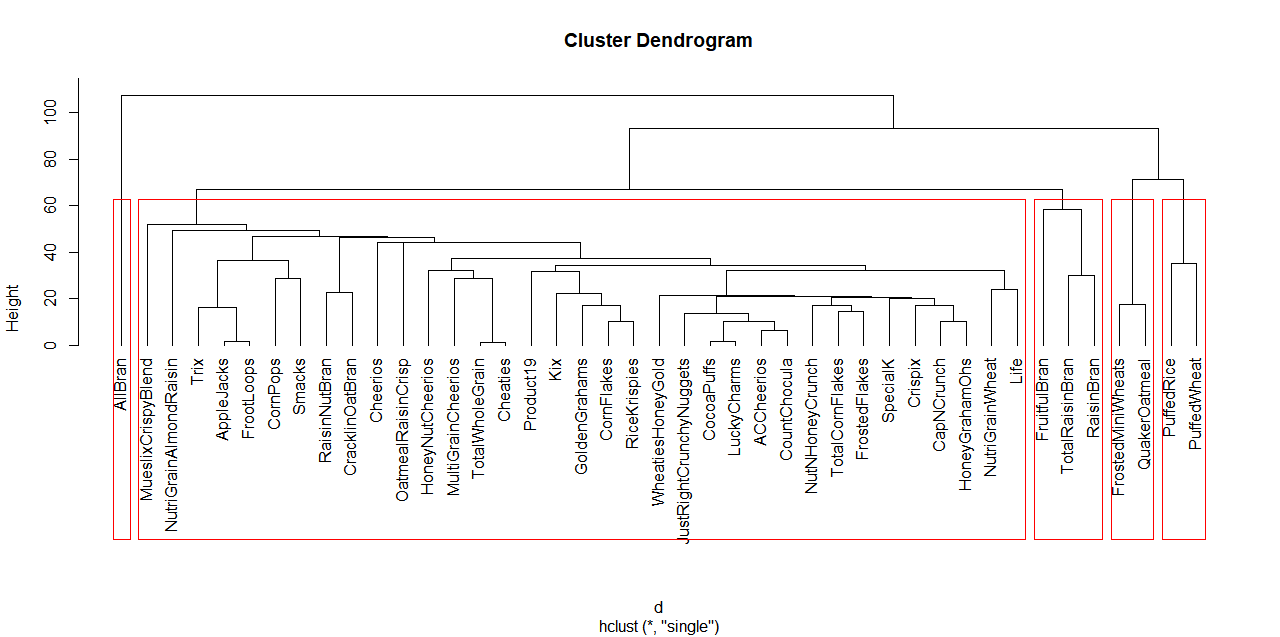 Cluster Dendrogram
Height
0
20
40
60
80
100
AllBran
MueslixCrispyBlend
NutriGrainAlmondRaisin
Trix
AppleJacks
FrootLoops
CornPops
Smacks
RaisinNutBran
CracklinOatBran
Cheerios
OatmealRaisinCrisp
HoneyNutCheerios
MultiGrainCheerios
TotalWholeGrain
Cheaties
Product19
Kix
GoldenGrahams
CornFlakes
RiceKrispies
WheatiesHoneyGold
JustRightCrunchyNuggets
CocoaPuffs
LuckyCharms
ACCheerios
CountChocula
NutNHoneyCrunch
TotalCornFlakes
FrostedFlakes
SpecialK
Crispix
CapNCrunch
HoneyGrahamOhs
NutriGrainWheat
Life
FruitfulBran
TotalRaisinBran
RaisinBran
FrostedMiniWheats
QuakerOatmeal
PuffedRice
PuffedWheat
d
hclust (*, "single")